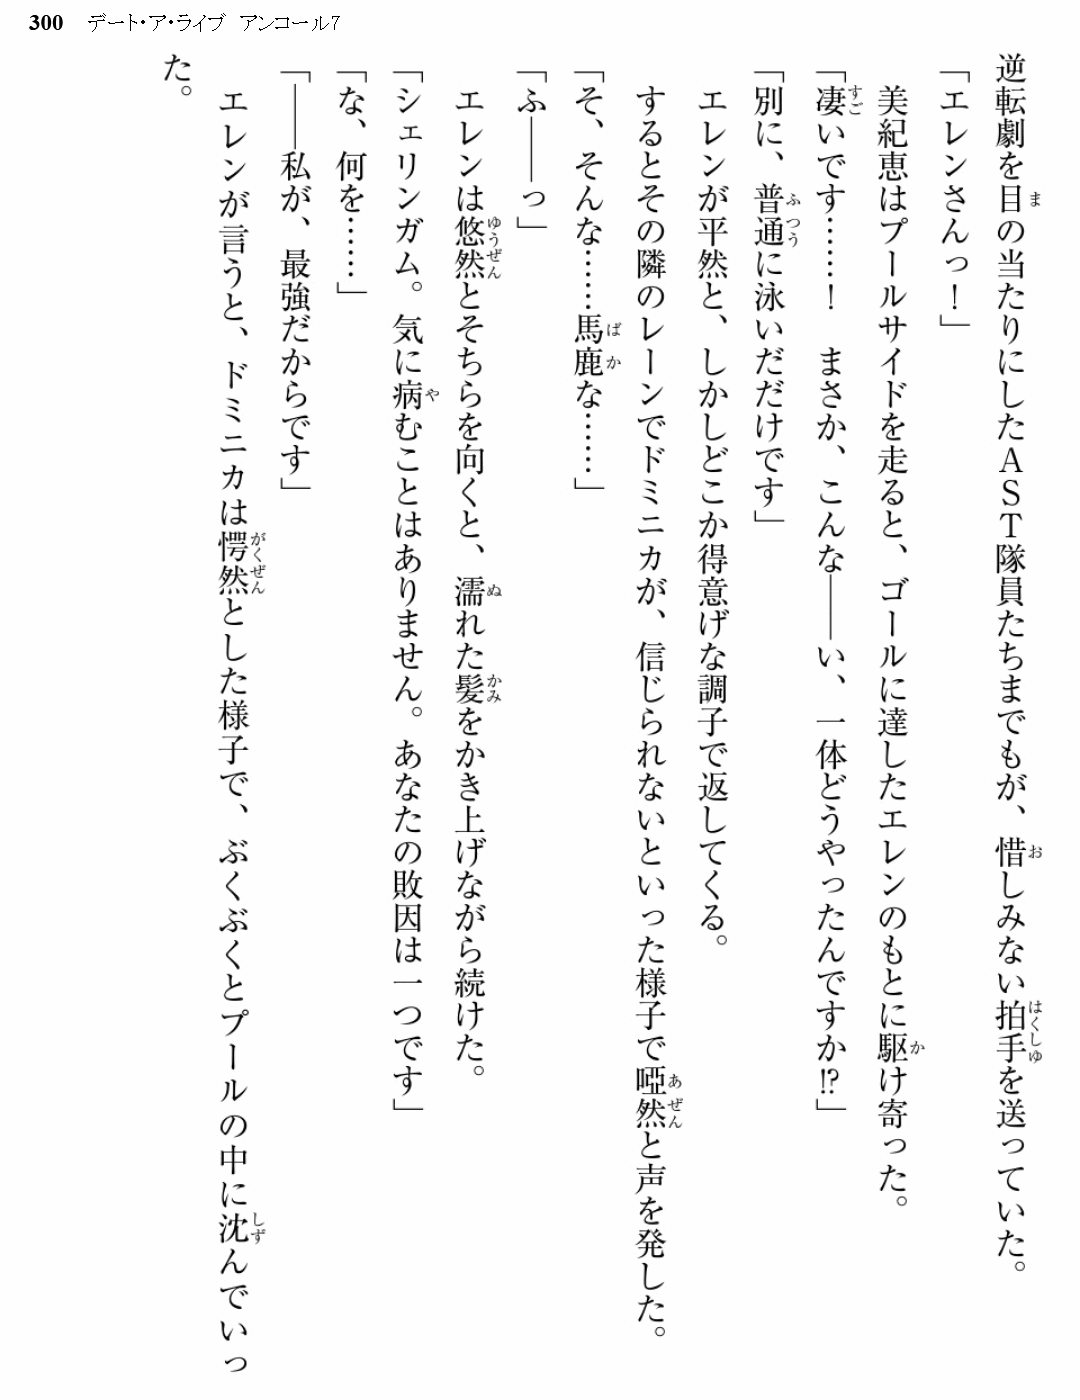 300 デート・ア・ライブ アンコール7
逆転劇を目の当たりにしたAST隊員たちまでもが、惜しみない拍手を送っていた。
「エレンさんっ！」
美紀恵はプールサイドを走ると、ゴールに達したエレンのもとに駆け寄った。
「凄いです……！　まさか、こんな――い、一体どうやったんですか!?」
「別に、普通に泳いだだけです」
エレンが平然と、しかしどこか得意げな調子で返してくる。
するとその隣のレーンでドミニカが、信じられないといった様子で啞然と声を発した。
「そ、そんな……馬鹿な……」
「ふ――っ」
エレンは悠然とそちらを向くと、濡れた髪をかき上げながら続けた。
「シェリンガム。気に病むことはありません。あなたの敗因は一つです」
「な、何を……」
「――私が、最強だからです」
エレンが言うと、ドミニカは愕然とした様子で、ぶくぶくとプールの中に沈んでいっ
た。